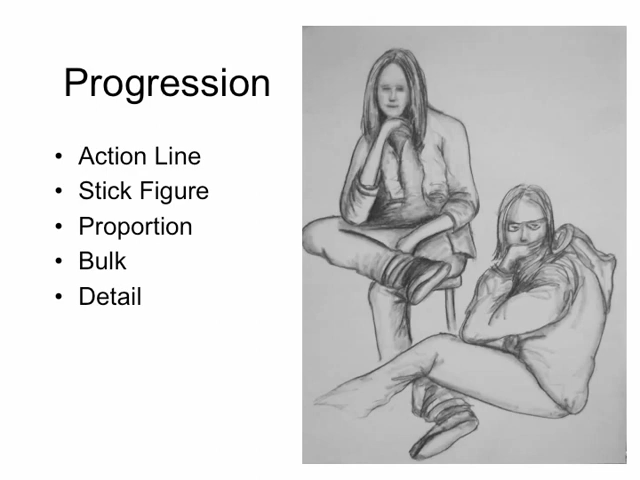 Progression
• Action Line
• Stick Figure
• Proportion
• Bulk
• Detail